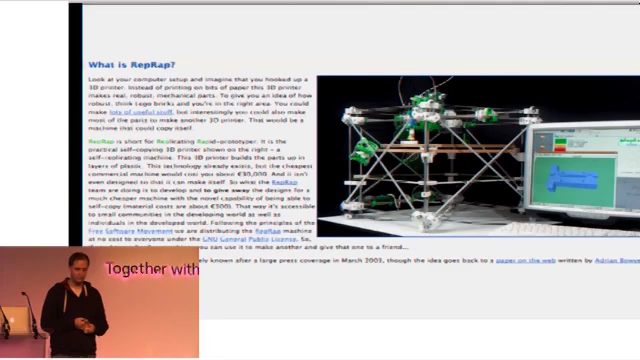 What is RepRap?
Look at your computer setup and imagine that you hooked up a
3D printer. Instead of printing on bits of paper this 3D printer
makes real, robust, mechanical parts. To give you an idea of how
robust, think Lego bricks and you're in the right area. You could
make lots of useful stuff, but interestingly you could also make
most of the parts to make another 3D printer. That would be a
machine that could copy itself.
RepRap is short for Replicating Rapid-prototyper. It is the
practical self-copying 3D printer shown on the right - a
self-replicating machine. This 3D printer builds the parts up in
layers of plastic. This technology already exists, but the cheapest
commercial machine would cost you about €30,000. And it isn't
even designed so that it can make itself. So what the RepRap
team are doing is to develop and to give away the designs for a
much cheaper machine with the novel capability of being able to
self-copy (material costs are about €500). That way it's accessible
to small communities in the developing world as well as
individuals in the developed world. Following the principles of the
Free Software Movement we are distributing the RepRap machine
at no cost to everyone under the GNU General Public License. So,
you can use it to make another and give that one to a friend...
ely known after a large press coverage in March 2005, though the idea goes back to a paper on the web written by Adrian Bowye
Together with